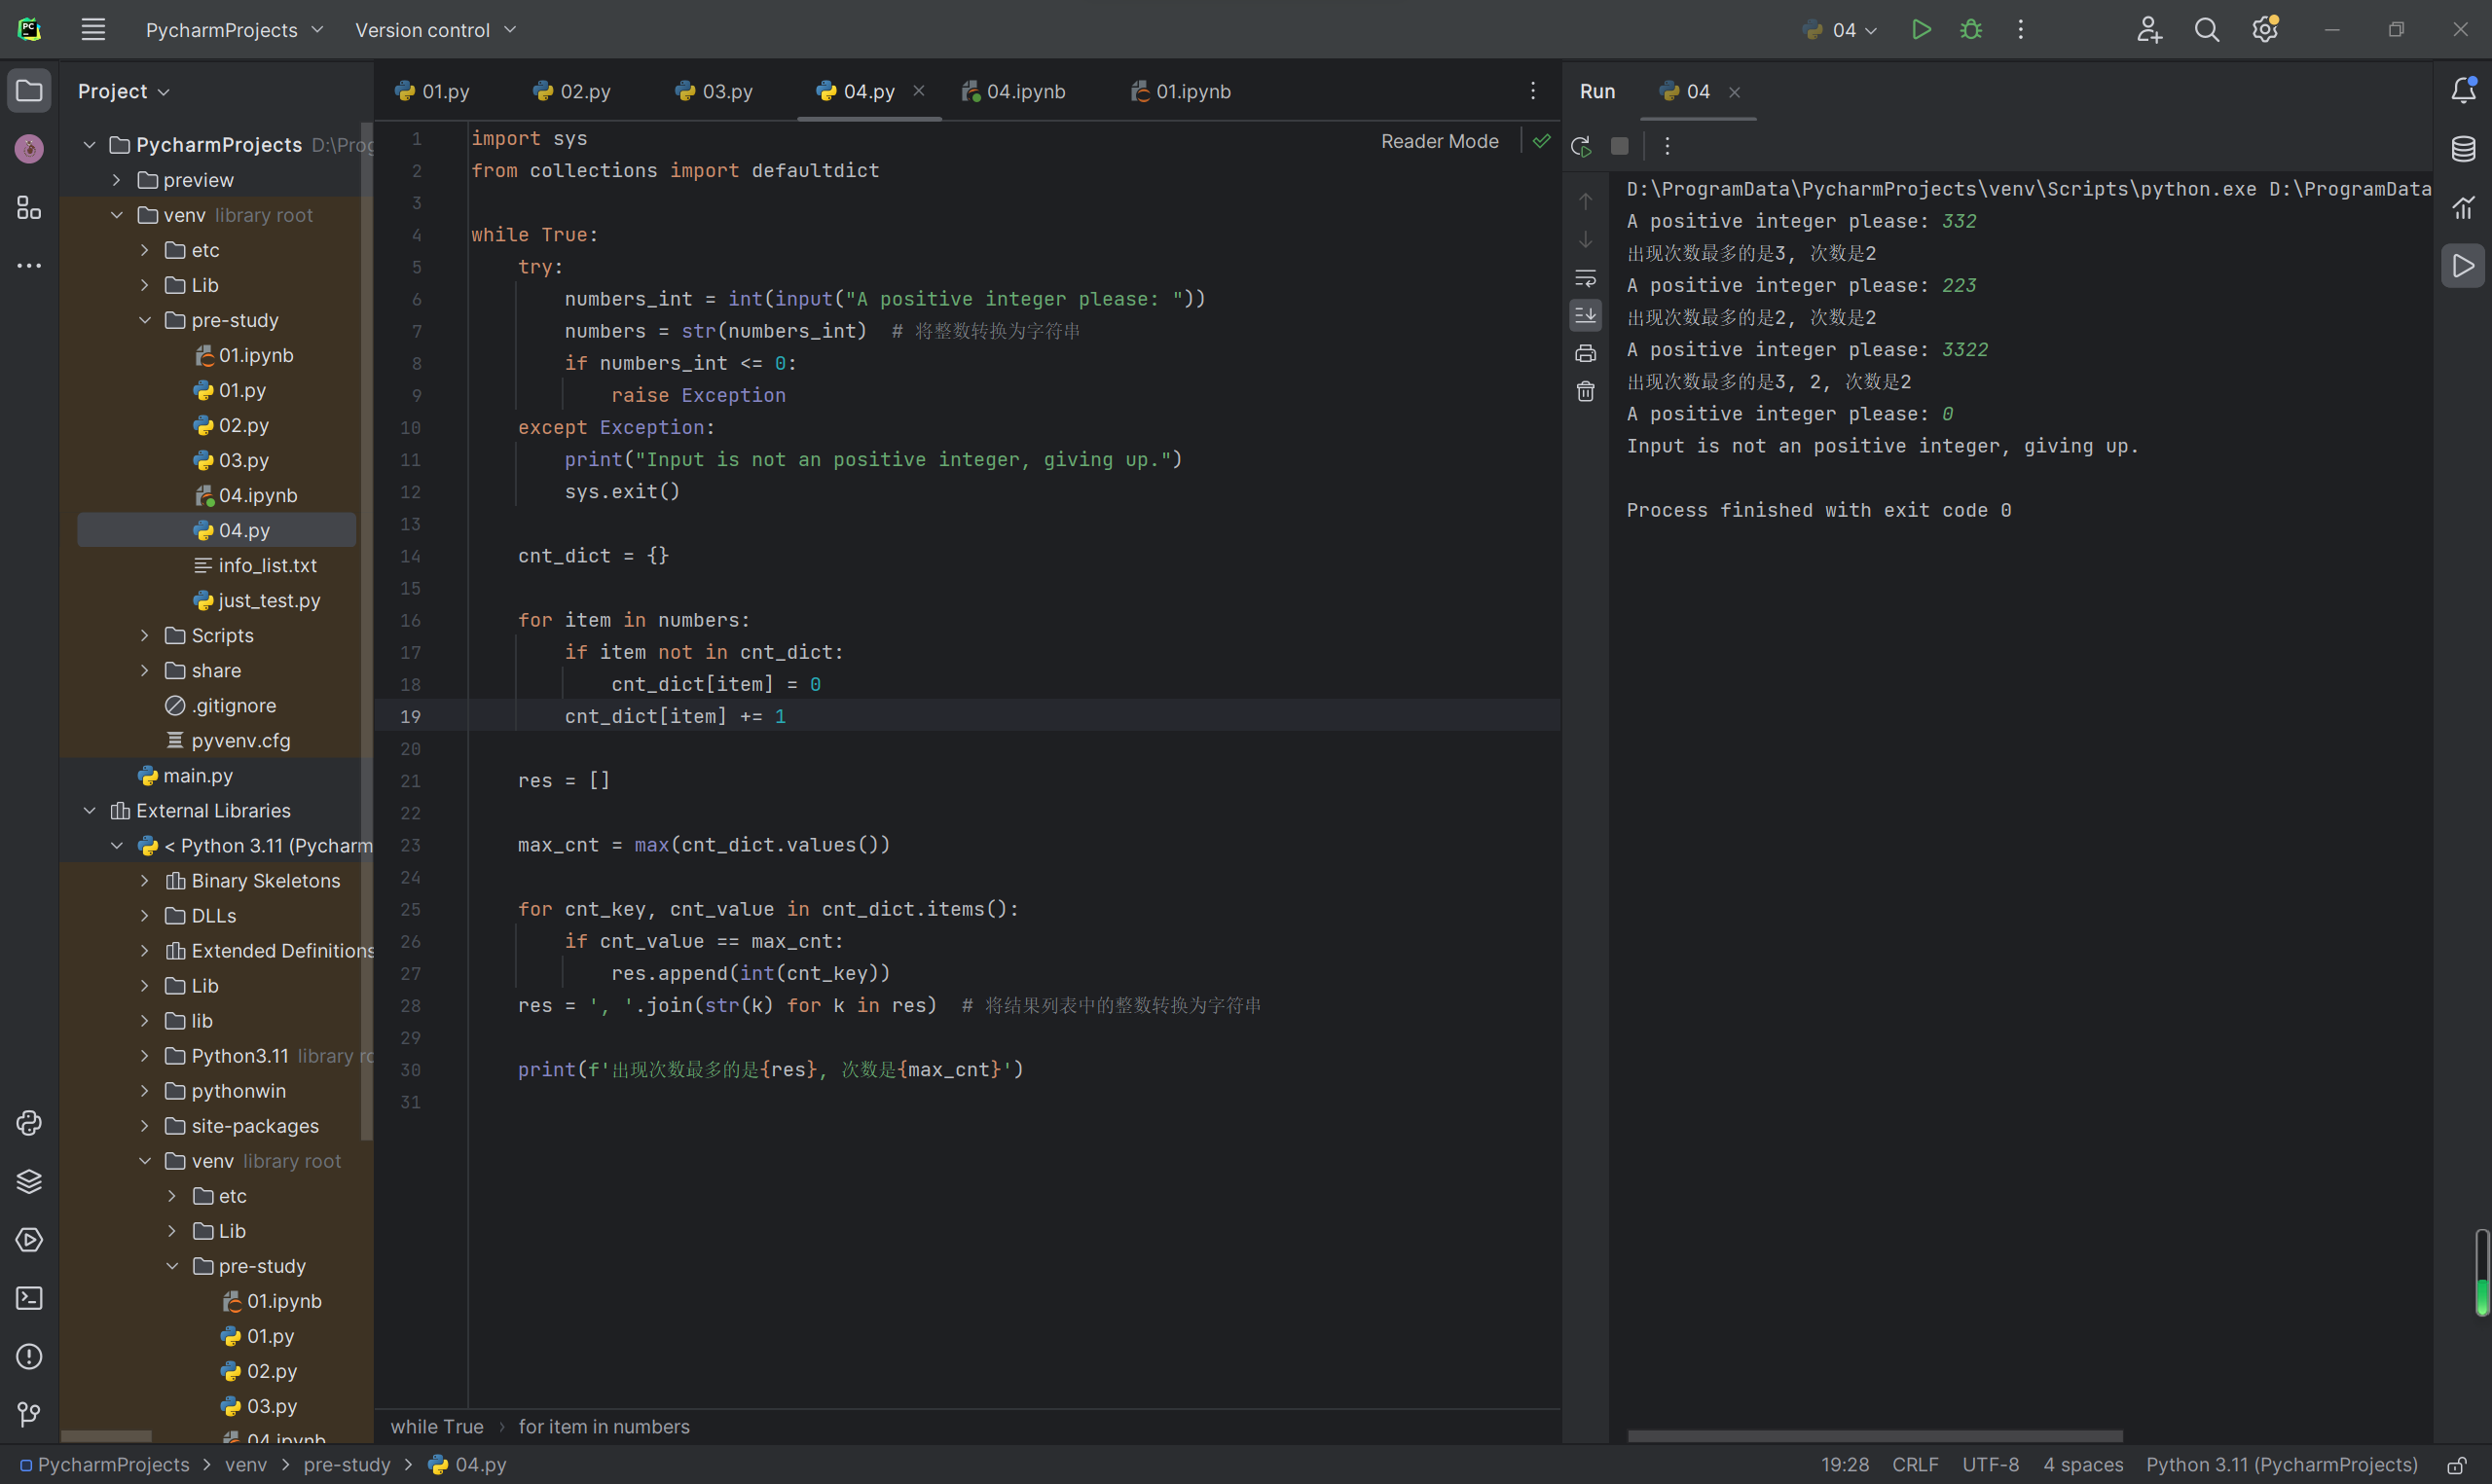 PycharmProjects
Version control
04
Project
PycharmProjects D:\Prog
preview
venv library root
etc
Lib
pre-study
01.ipynb
01.py
02.py
03.py
04.ipynb
04.py
info_list.txt
just_test.py
Scripts
share
.gitignore
pyvenv.cfg
main.py
External Libraries
< Python 3.11 (Pycharm
Binary Skeletons
DLLs
Extended Definitions
Lib
lib
Python3.11 library ro
pythonwin
site-packages
venv library root
etc
Lib
pre-study
01.ipynb
01.py
02.py
03.py
04.ipynb
01.py 02.py 03.py 04.py 04.ipynb 01.ipynb
Reader Mode
1 import sys
2 from collections import defaultdict
3
4 while True:
5 try:
6 numbers_int = int(input("A positive integer please: "))
7 numbers = str(numbers_int)  # 将整数转换为字符串
8 if numbers_int <= 0:
9 raise Exception
10 except Exception:
11 print("Input is not an positive integer, giving up.")
12 sys.exit()
13
14 cnt_dict = {}
15
16 for item in numbers:
17 if item not in cnt_dict:
18 cnt_dict[item] = 0
19 cnt_dict[item] += 1
20
21 res = []
22
23 max_cnt = max(cnt_dict.values())
24
25 for cnt_key, cnt_value in cnt_dict.items():
26 if cnt_value == max_cnt:
27 res.append(int(cnt_key))
28 res = ', '.join(str(k) for k in res)  # 将结果列表中的整数转换为字符串
29
30 print(f'出现次数最多的是{res}, 次数是{max_cnt}')
31
while True > for item in numbers
Run 04
D:\ProgramData\PycharmProjects\venv\Scripts\python.exe D:\ProgramData
A positive integer please: 332
出现次数最多的是3, 次数是2
A positive integer please: 223
出现次数最多的是2, 次数是2
A positive integer please: 3322
出现次数最多的是3, 2, 次数是2
A positive integer please: 0
Input is not an positive integer, giving up.
Process finished with exit code 0
PycharmProjects > venv > pre-study > 04.py
19:28 CRLF UTF-8 4 spaces Python 3.11 (PycharmProjects)